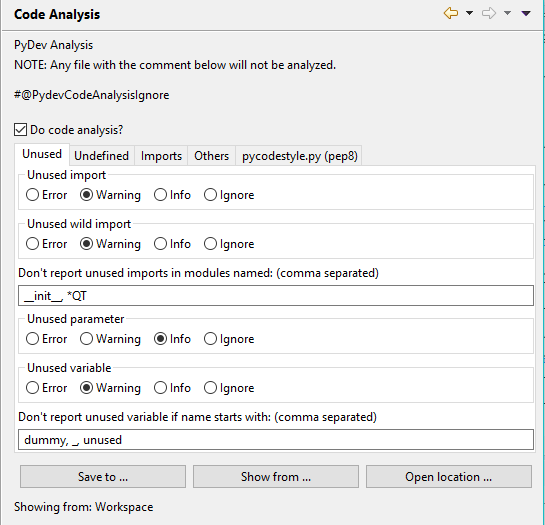 Code Analysis
PyDev Analysis
NOTE: Any file with the comment below will not be analyzed.
#@PydevCodeAnalysisIgnore
Do code analysis?
Unused Undefined Imports Others pycodestyle.py (pep8)
Unused import
Error Warning Info Ignore
Unused wild import
Error Warning Info Ignore
Don't report unused imports in modules named: (comma separated)
__init__, *QT
Unused parameter
Error Warning Info Ignore
Unused variable
Error Warning Info Ignore
Don't report unused variable if name starts with: (comma separated)
dummy, _, unused
Save to ... Show from ... Open location ...
Showing from: Workspace